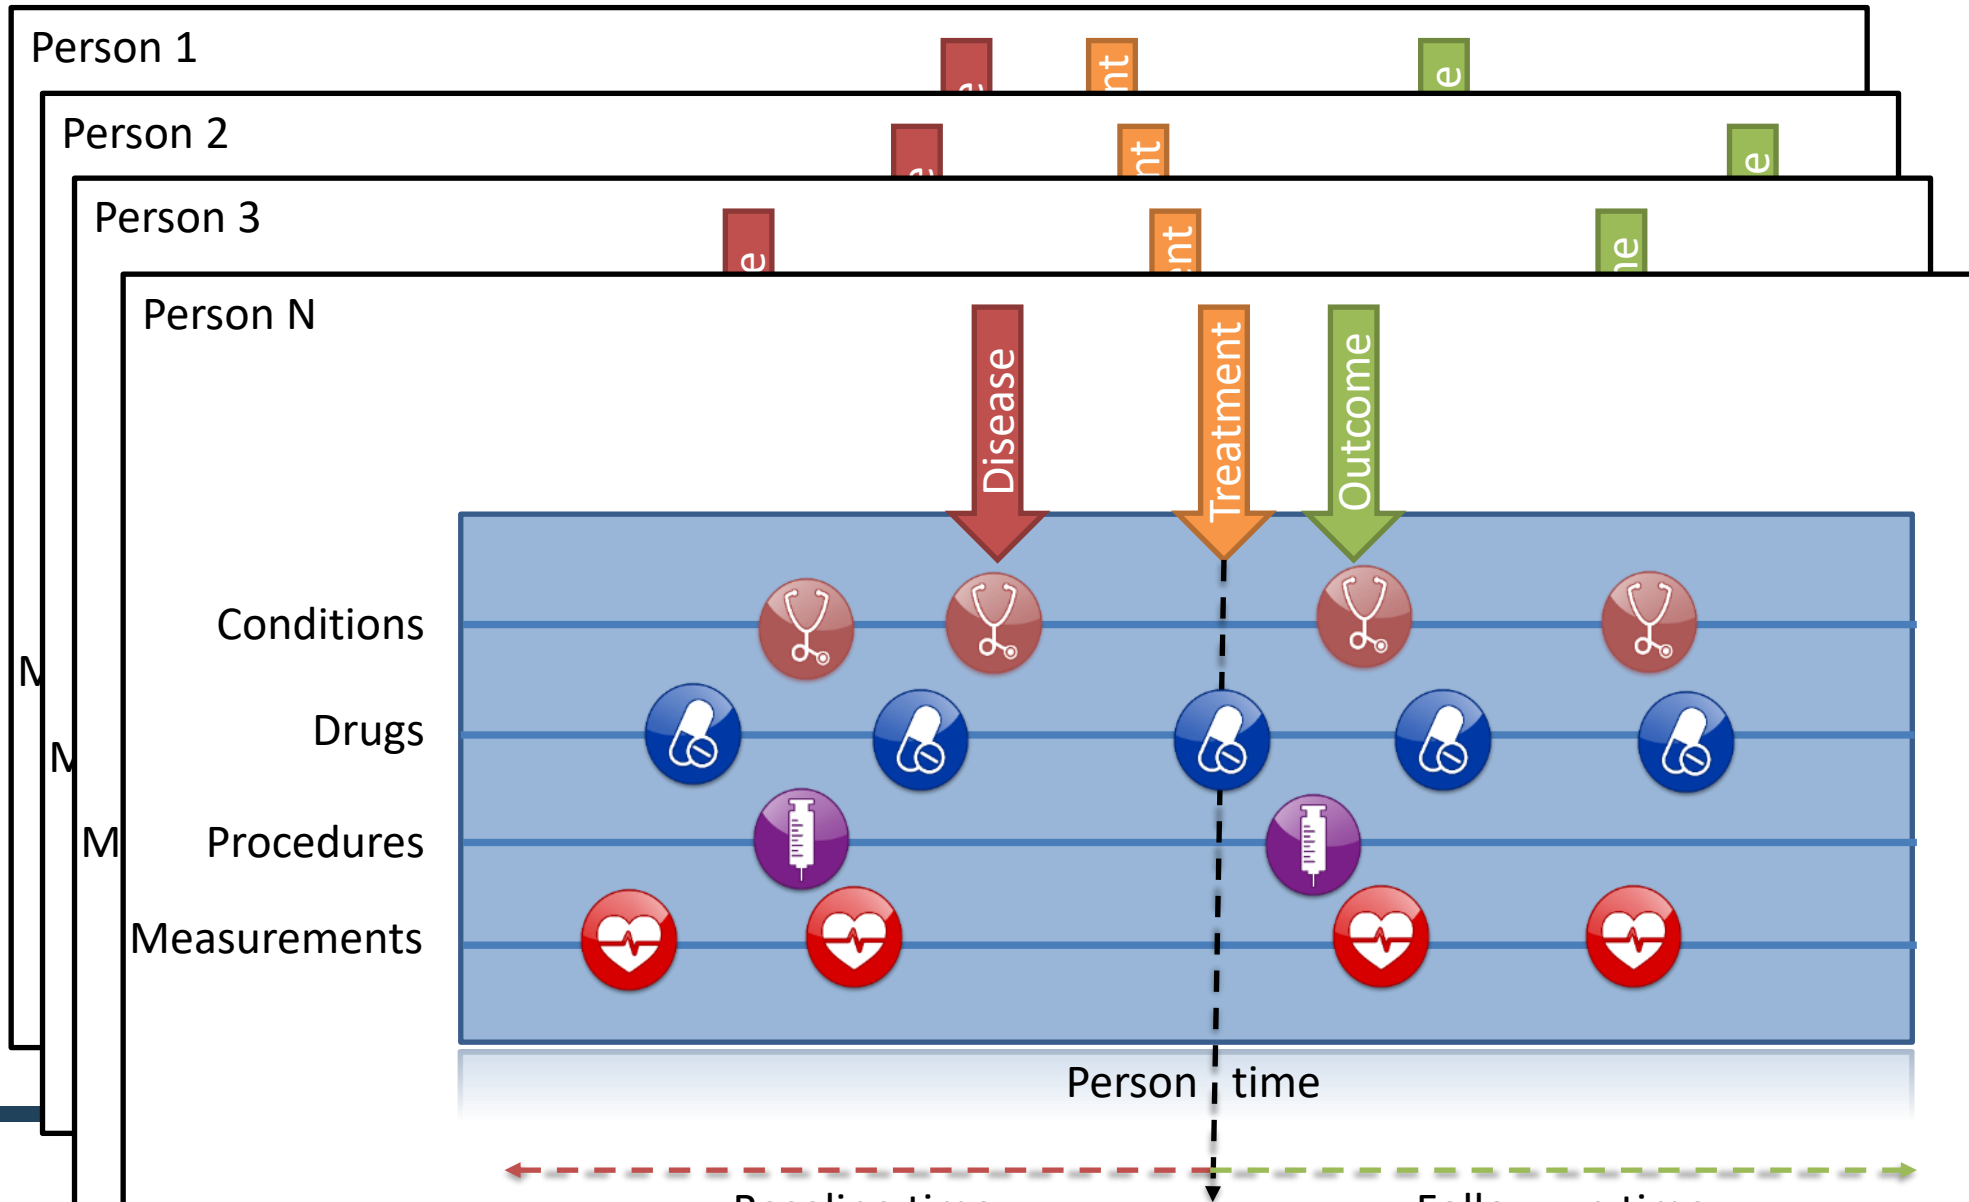 Person 1
Person 2
Person 3
Person N
Disease
Treatment
Outcome
Conditions
Drugs
Procedures
Measurements
Person time